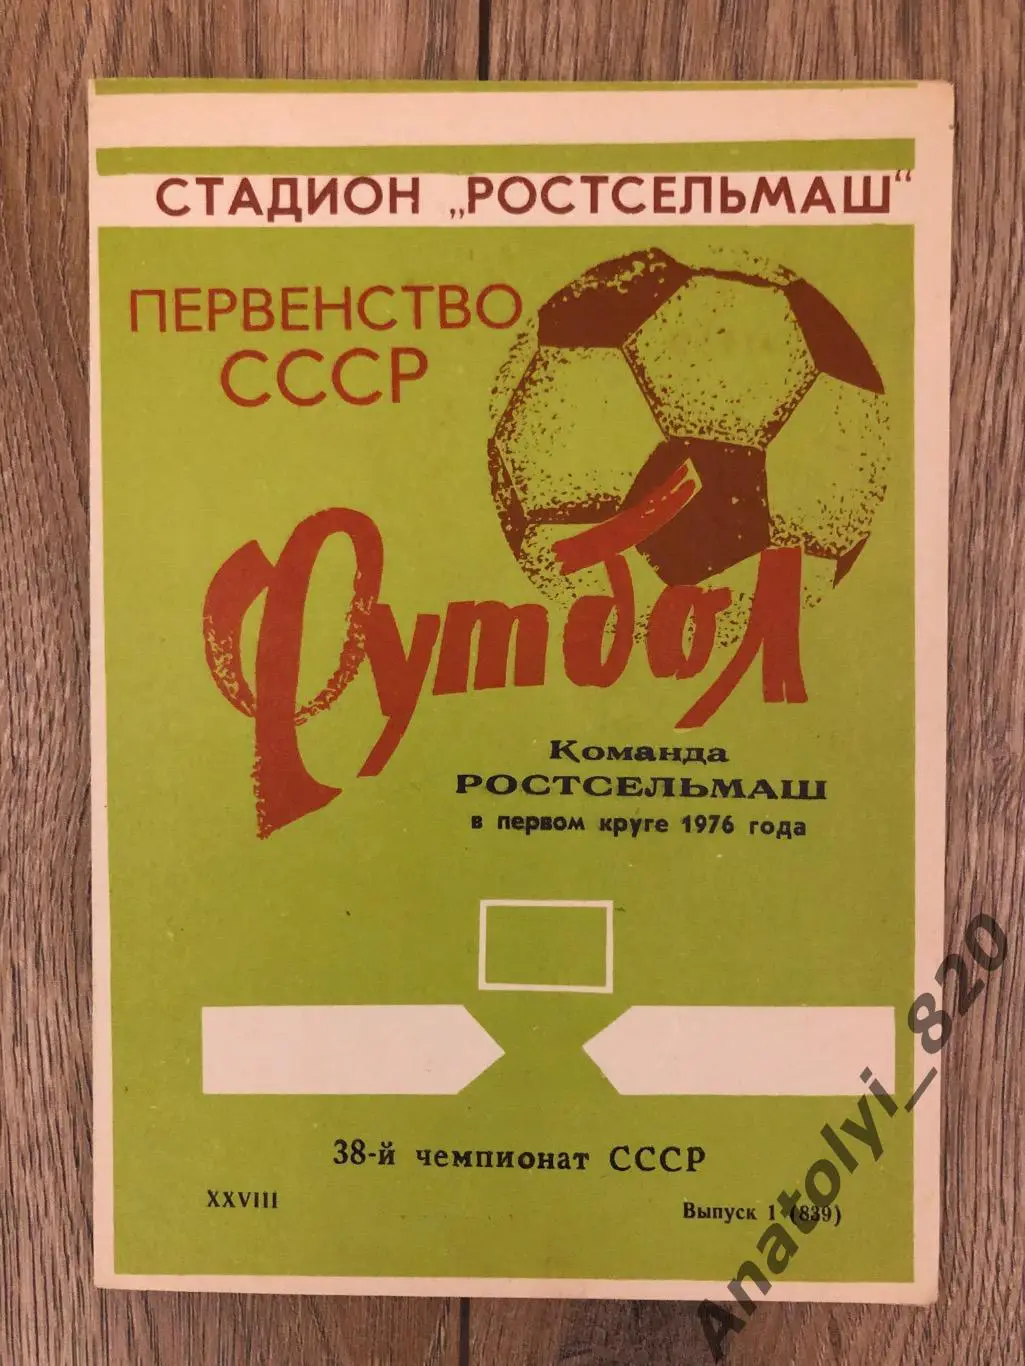 СТАДИОН „РОСТСЕЛЬМАШ“
ПЕРВЕНСТВО
СССР
Футбол
Команда
РОСТСЕЛЬМАШ
в первом круге 1976 года
38-й чемпионат СССР
XXVIII
Выпуск 1 (839)
Anatolyi_820